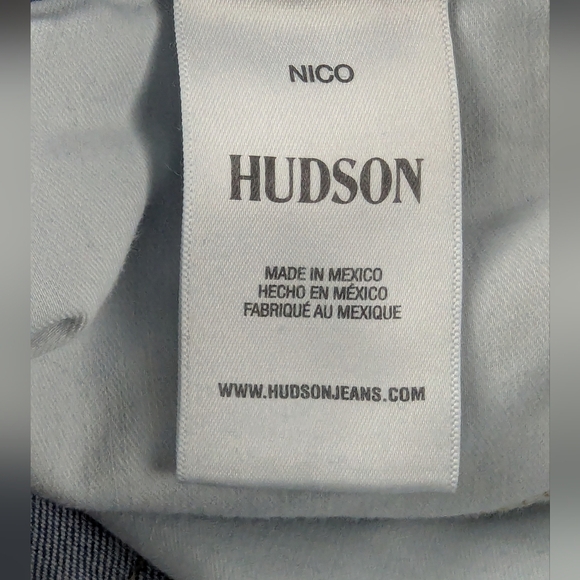 NICO
HUDSON
MADE IN MEXICO
HECHO EN MÉXICO
FABRIQUÉ AU MEXIQUE
WWW.HUDSONJEANS.COM